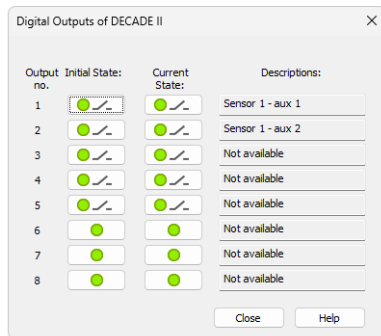 Digital Outputs of DECADE II
Output no. Initial State: Current State: Descriptions:
1 Sensor 1 - aux 1
2 Sensor 1 - aux 2
3 Not available
4 Not available
5 Not available
6 Not available
7 Not available
8 Not available
Close Help